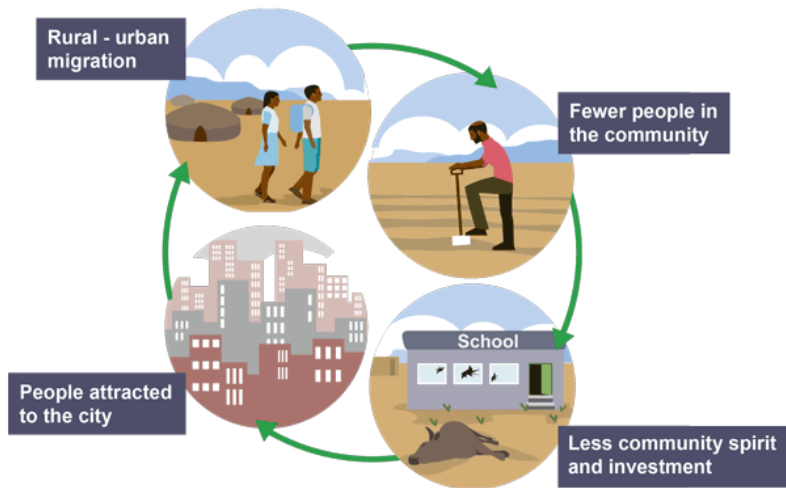 Rural - urban
migration
Fewer people in
the community
School
Less community spirit
and investment
People attracted
to the city